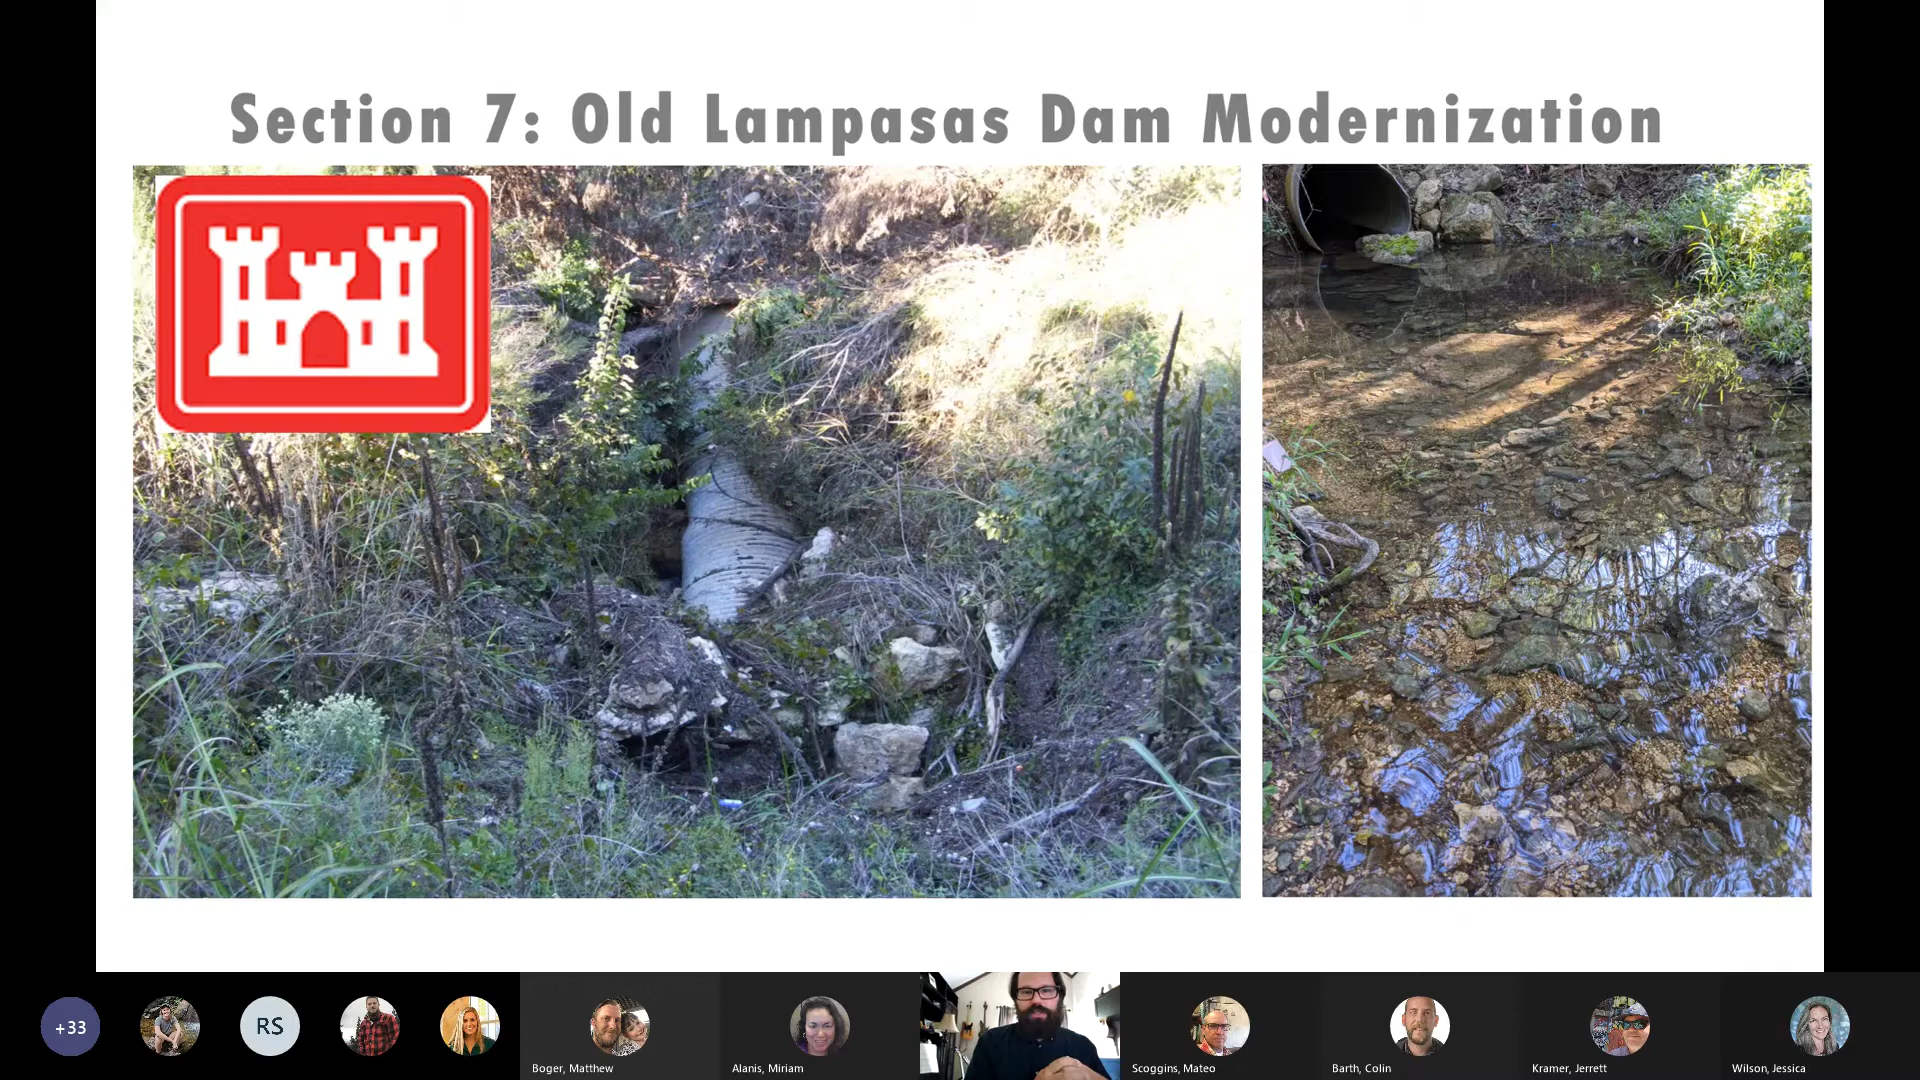 Section 7: Old Lampasas Dam Modernization
+33
RS
Boger, Matthew
Alanis, Miriam
Scoggins, Mateo
Barth, Colin
Kramer, Jerrett
Wilson, Jessica